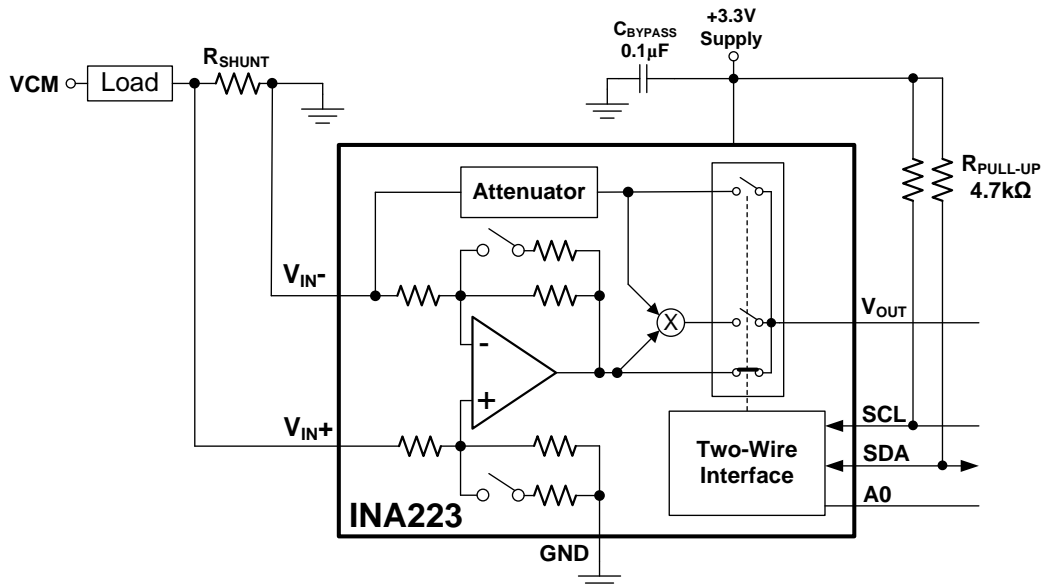 +3.3V
Supply
CBYPASS
0.1µF
RSHUNT
VCM
Load
RPULL-UP
4.7kΩ
Attenuator
VIN-
X
VOUT
-
+
VIN+
SCL
Two-Wire
Interface
SDA
A0
INA223
GND